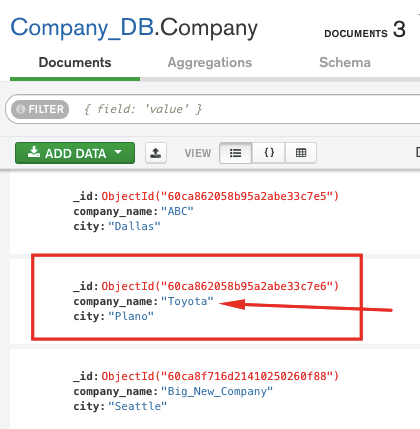 Company_DB.Company
DOCUMENTS 3
Documents Aggregations Schema
FILTER { field: 'value' }
ADD DATA VIEW { }
_id: ObjectId("60ca862058b95a2abe33c7e5")
company_name: "ABC"
city: "Dallas"
_id: ObjectId("60ca862058b95a2abe33c7e6")
company_name: "Toyota"
city: "Plano"
_id: ObjectId("60ca8f716d21410250260f88")
company_name: "Big_New_Company"
city: "Seattle"